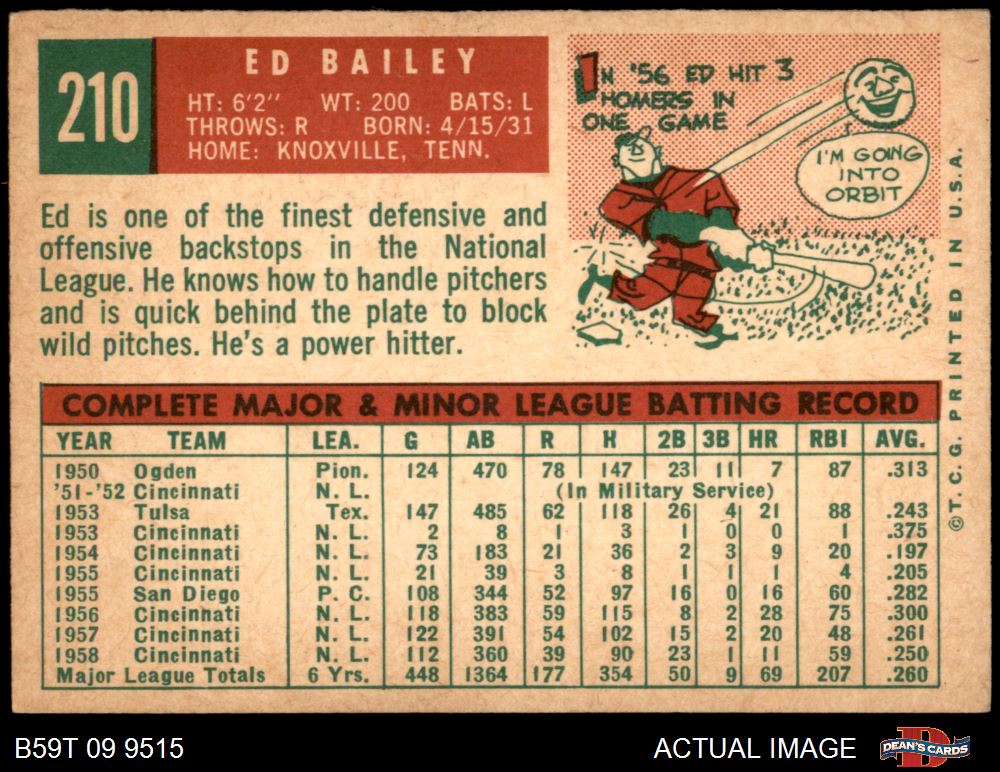 210
ED BAILEY
HT: 6'2" WT: 200 BATS: L
THROWS: R BORN: 4/15/31
HOME: KNOXVILLE, TENN.
IN '56 ED HIT 3
HOMERS IN
ONE GAME
I'M GOING
INTO
ORBIT
Ed is one of the finest defensive and
offensive backstops in the National
League. He knows how to handle pitchers
and is quick behind the plate to block
wild pitches. He's a power hitter.
COMPLETE MAJOR & MINOR LEAGUE BATTING RECORD
YEAR TEAM LEA. G AB R H 2B 3B HR RBI AVG.
1950 Ogden Pion. 124 470 78 147 23 11 7 87 .313
'51-'52 Cincinnati N. L. (In Military Service)
1953 Tulsa Tex. 147 485 62 118 26 4 21 88 .243
1953 Cincinnati N. L. 2 8 1 3 1 0 0 1 .375
1954 Cincinnati N. L. 73 183 21 36 2 3 9 20 .197
1955 Cincinnati N. L. 21 39 3 8 1 1 1 4 .205
1955 San Diego P. C. 108 344 52 97 16 0 16 60 .282
1956 Cincinnati N. L. 118 383 59 115 8 2 28 75 .300
1957 Cincinnati N. L. 122 391 54 102 15 2 20 48 .261
1958 Cincinnati N. L. 112 360 39 90 23 1 11 59 .250
Major League Totals 6 Yrs. 448 1364 177 354 50 9 69 207 .260
©T.C.G. PRINTED IN U.S.A.
B59T 09 9515
ACTUAL IMAGE
DEAN'S CARDS